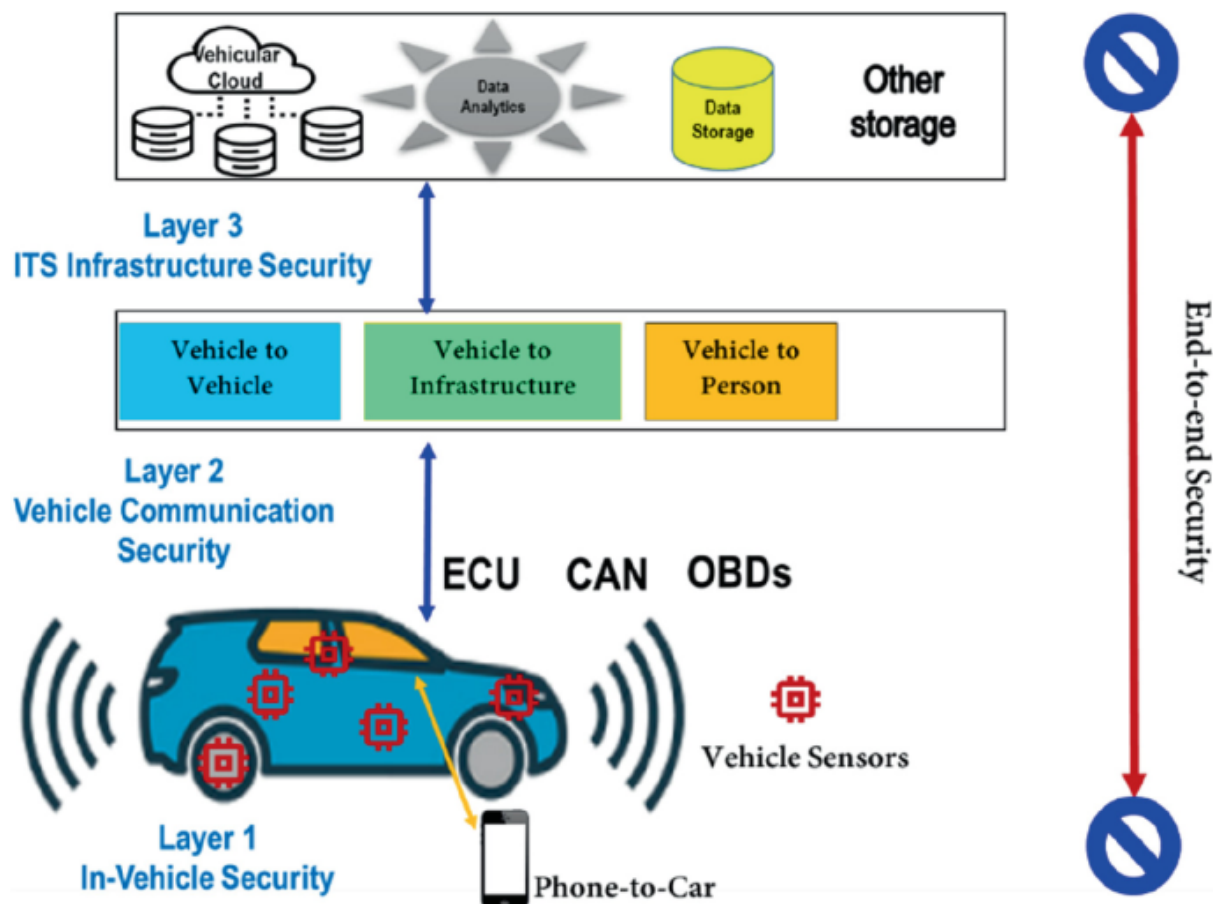 Vehicular
Cloud
Data
Analytics
Data
Storage
Other
storage
Layer 3
ITS Infrastructure Security
Vehicle to
Vehicle
Vehicle to
Infrastructure
Vehicle to
Person
Layer 2
Vehicle Communication
Security
ECU CAN OBDs
Vehicle Sensors
Layer 1
In-Vehicle Security
Phone-to-Car
End-to-end Security